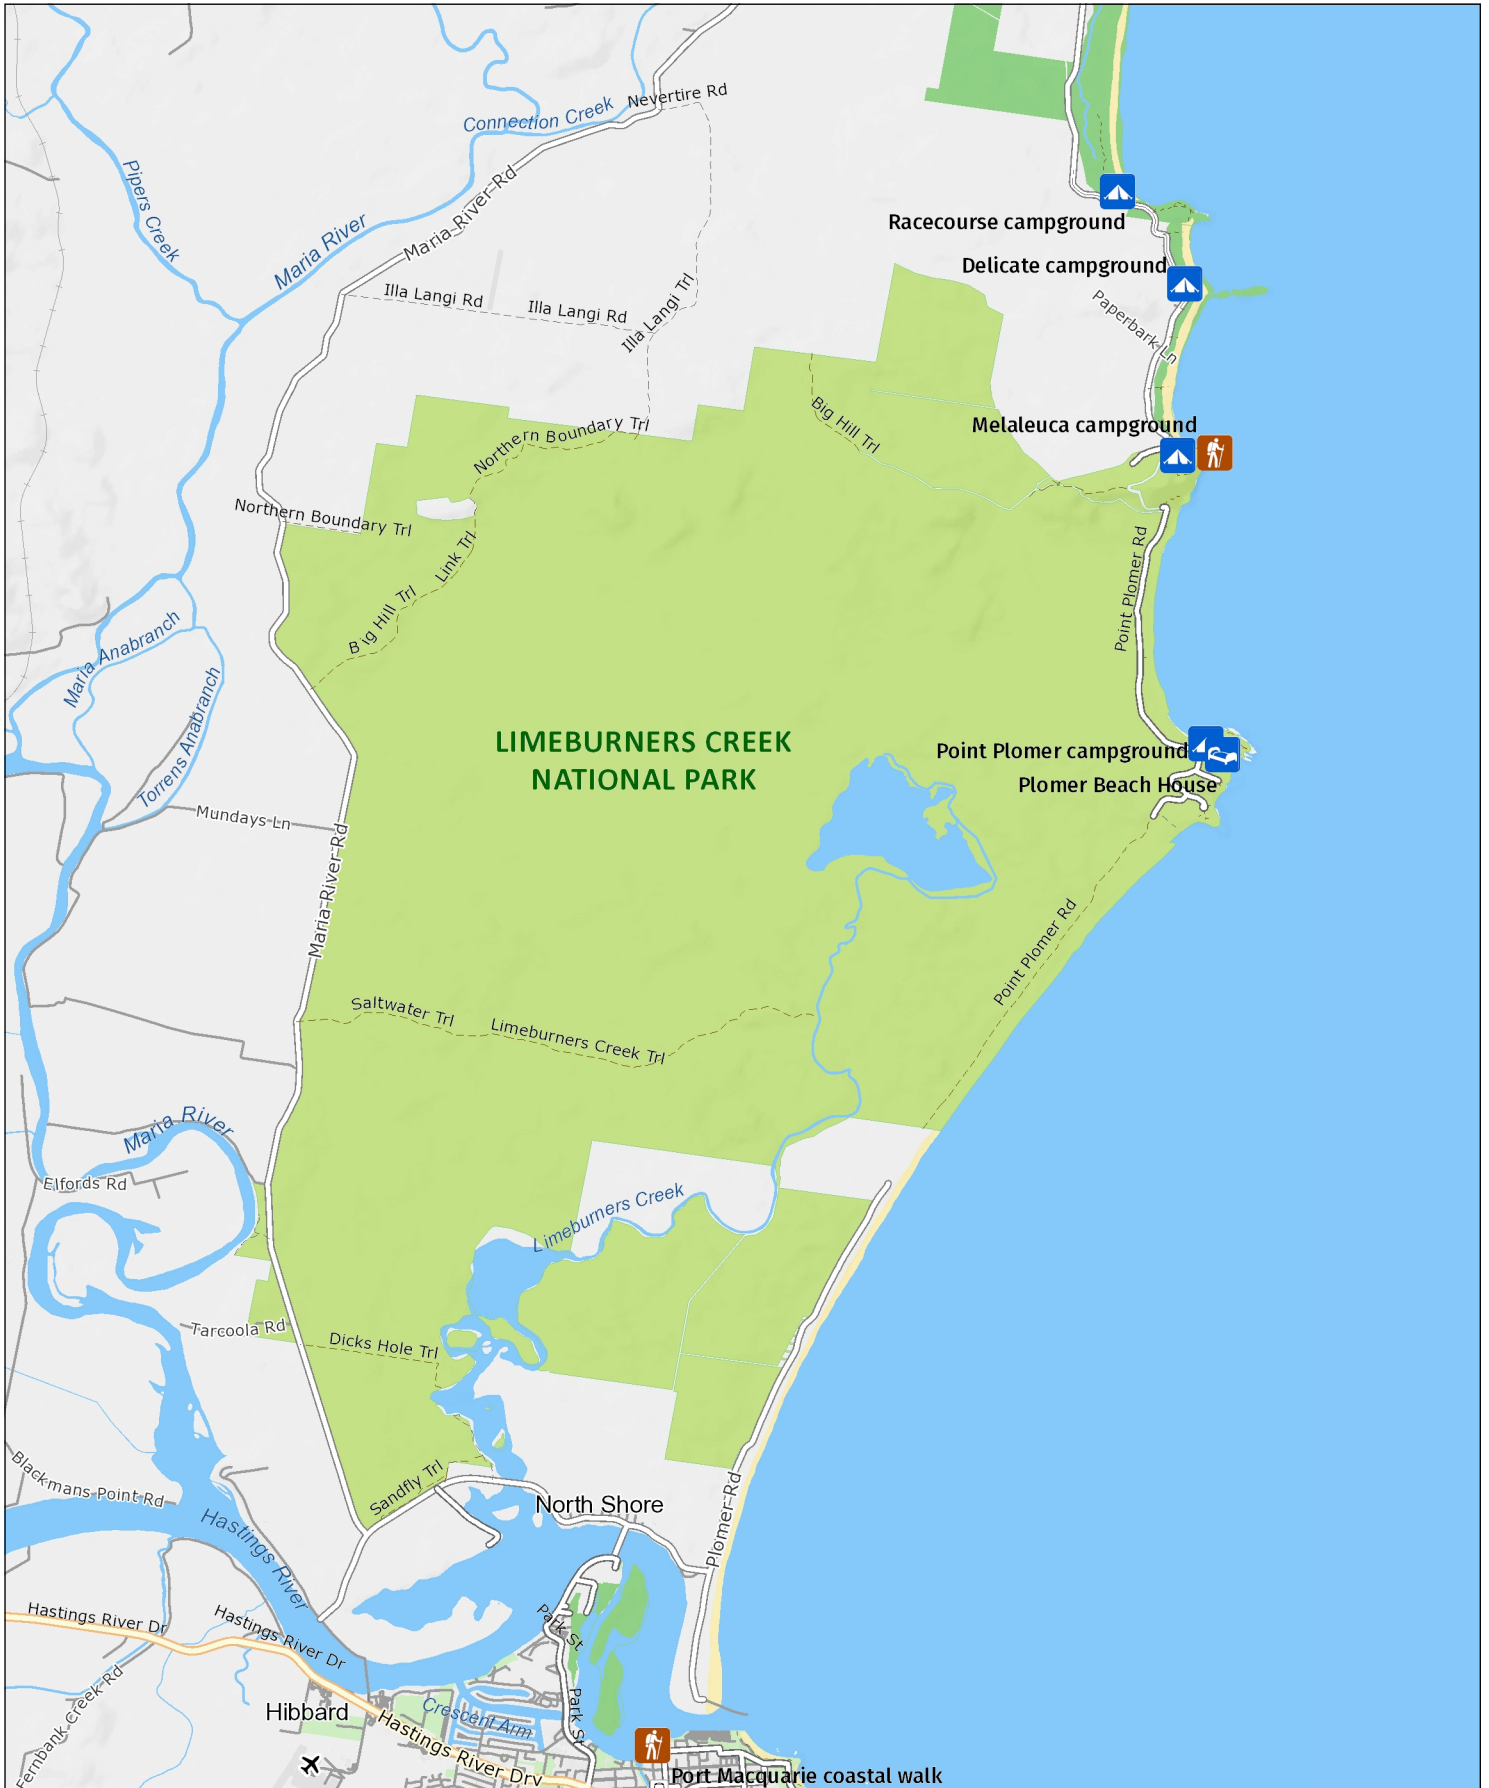 Nevertire Rd
Connection Creek
Pipers Creek
Maria-River-Rd
Maria River
Racecourse campground
Delicate campground
Illa Langi Rd
Illa Langi Rd
Illa Langi Trl
Paperbark Ln
Big Hill Trl
Melaleuca campground
Northern Boundary Trl
Northern Boundary Trl
Link Trl
Big Hill Trl
Point Plomer Rd
Maria Anabranch
Torrens Anabranch
LIMEBURNERS CREEK
NATIONAL PARK
Point Plomer campground
Plomer Beach House
Mundays Ln
Maria-River-Rd
Point Plomer Rd
Saltwater Trl
Limeburners Creek Trl
Maria River
Elfords Rd
Limeburners Creek
Tarcoola Rd
Dicks Hole Trl
Blackmans Point Rd
Sandfly Trl
North Shore
Plomer-Rd
Hastings River
Hastings River Dr
Hastings River Dr
Park St
Fernbank Creek Rd
Hibbard
Crescent Arm
Park St
Hastings River Drv
Port Macquarie coastal walk